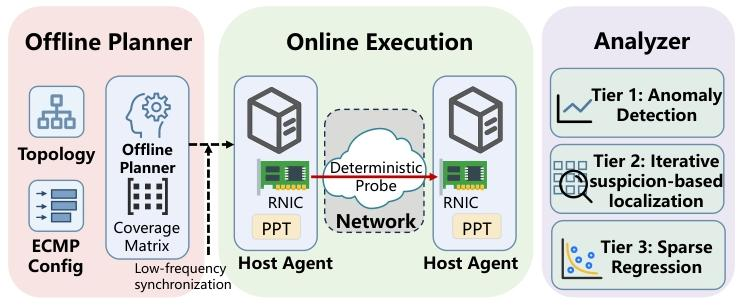 Offline Planner
Topology
ECMP
Config
Offline
Planner
Coverage
Matrix
Low-frequency
synchronization
Online Execution
RNIC
PPT
Host Agent
Deterministic
Probe
Network
RNIC
PPT
Host Agent
Analyzer
Tier 1: Anomaly
Detection
Tier 2: Iterative
suspicion-based
localization
Tier 3: Sparse
Regression